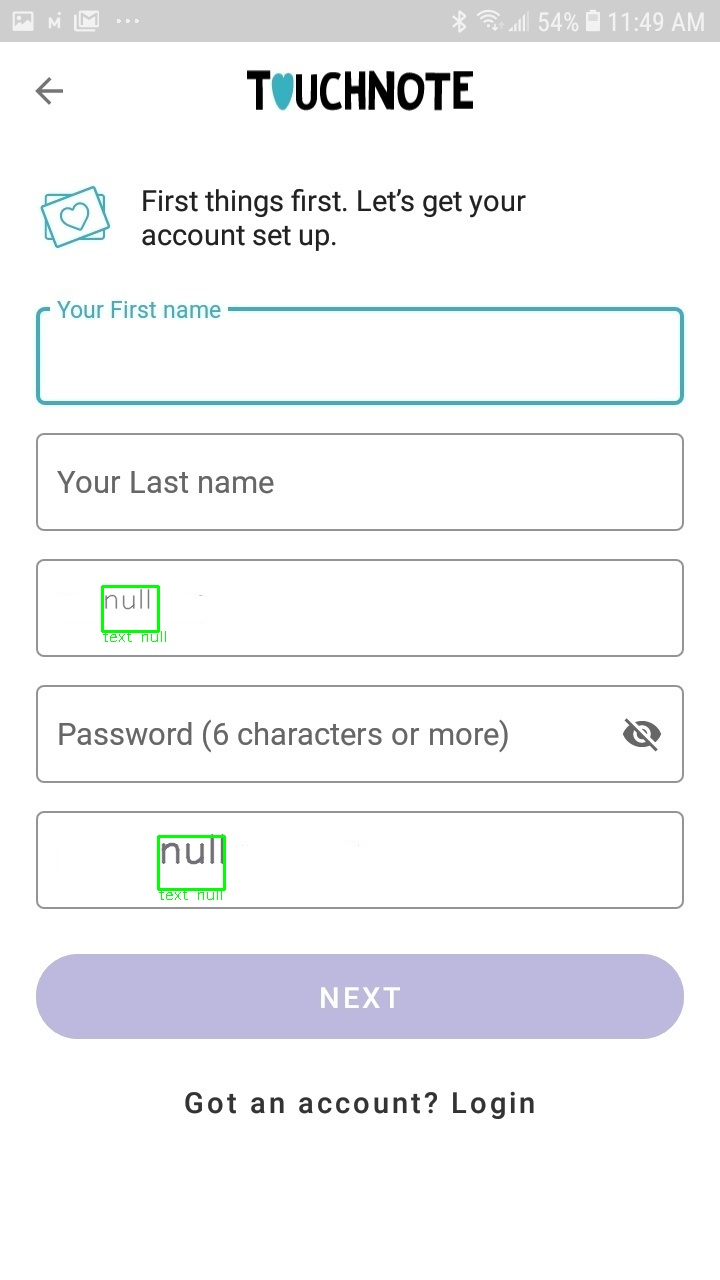 54% 11:49 AM
TOUCHNOTE
First things first. Let's get your
account set up.
Your First name
Your Last name
null
text null
Password (6 characters or more)
null
text null
NEXT
Got an account? Login